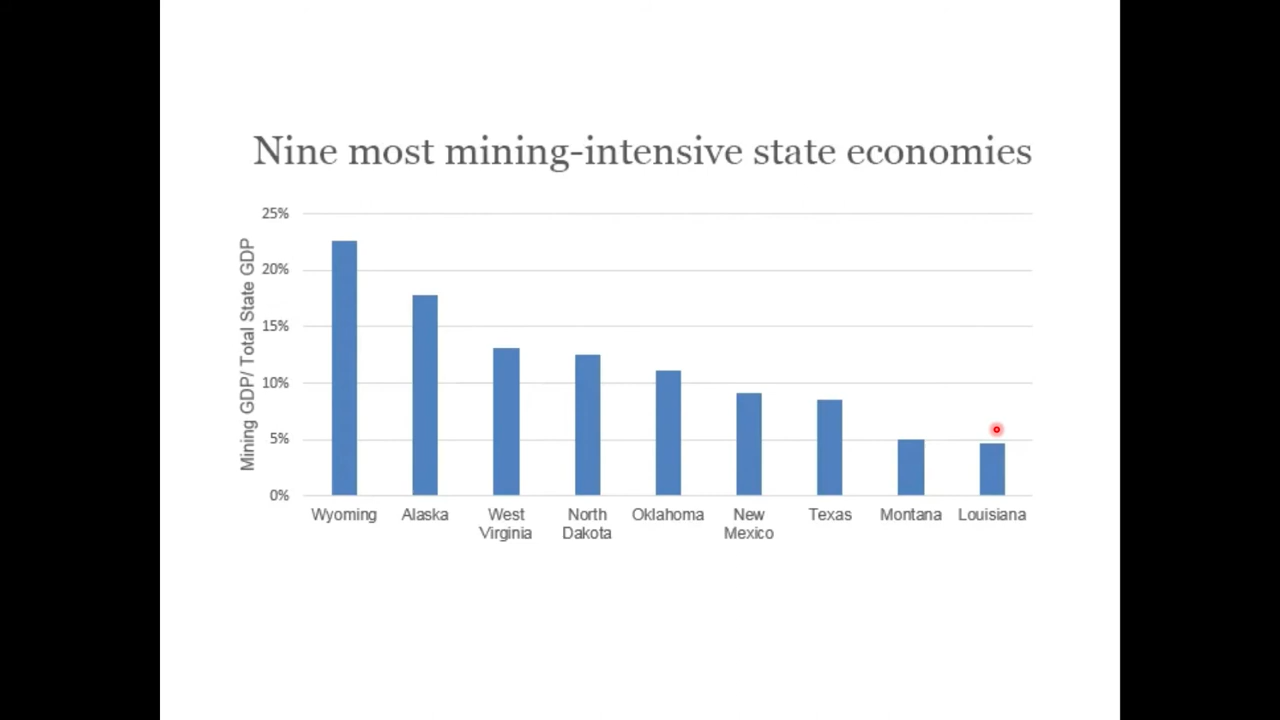 Nine most mining-intensive state economies
Mining GDP/ Total State GDP
25%
20%
15%
10%
5%
0%
Wyoming
Alaska
West
Virginia
North
Dakota
Oklahoma
New
Mexico
Texas
Montana
Louisiana